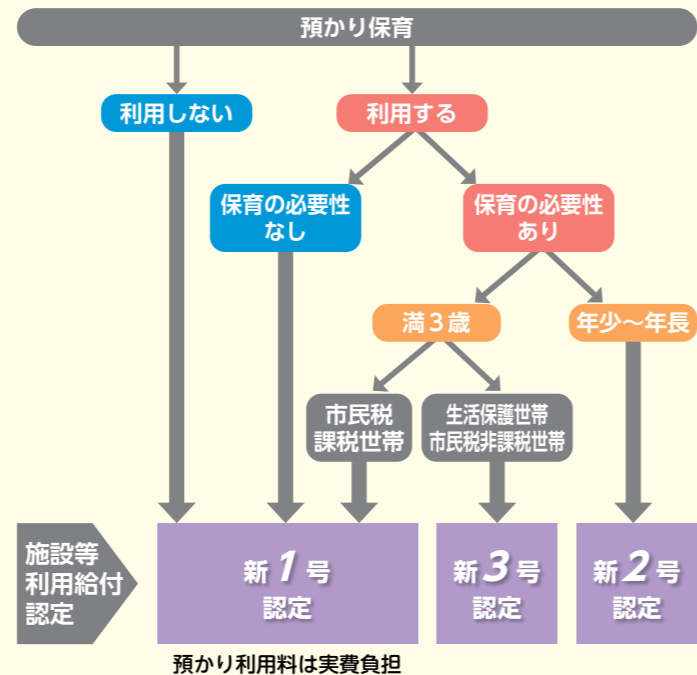 預かり保育
利用しない
利用する
保育の必要性
なし
保育の必要性
あり
満3歳
年少～年長
市民税
課税世帯
生活保護世帯
市民税非課税世帯
施設等
利用給付
認定
新1号
認定
新3号
認定
新2号
認定
預かり利用料は実費負担